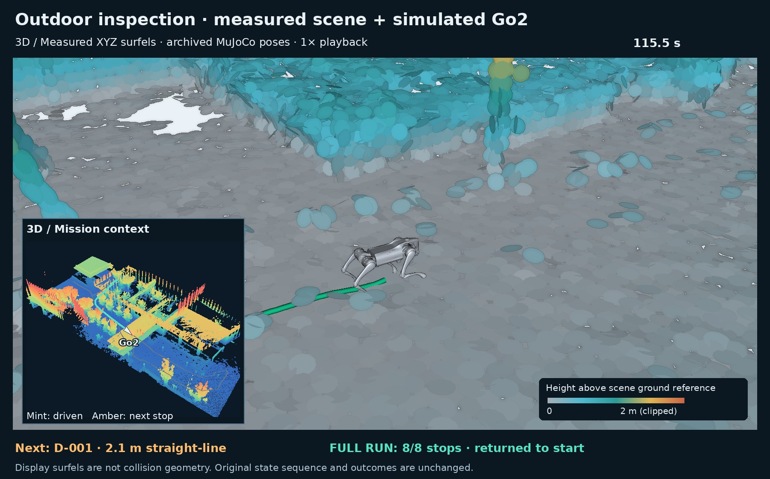 Outdoor inspection · measured scene + simulated Go2
3D / Measured XYZ surfels · archived MuJoCo poses · 1× playback
115.5 s
3D / Mission context
Go2
Mint: driven Amber: next stop
Height above scene ground reference
0 2 m (clipped)
Next: D-001 · 2.1 m straight-line
FULL RUN: 8/8 stops · returned to start
Display surfels are not collision geometry. Original state sequence and outcomes are unchanged.